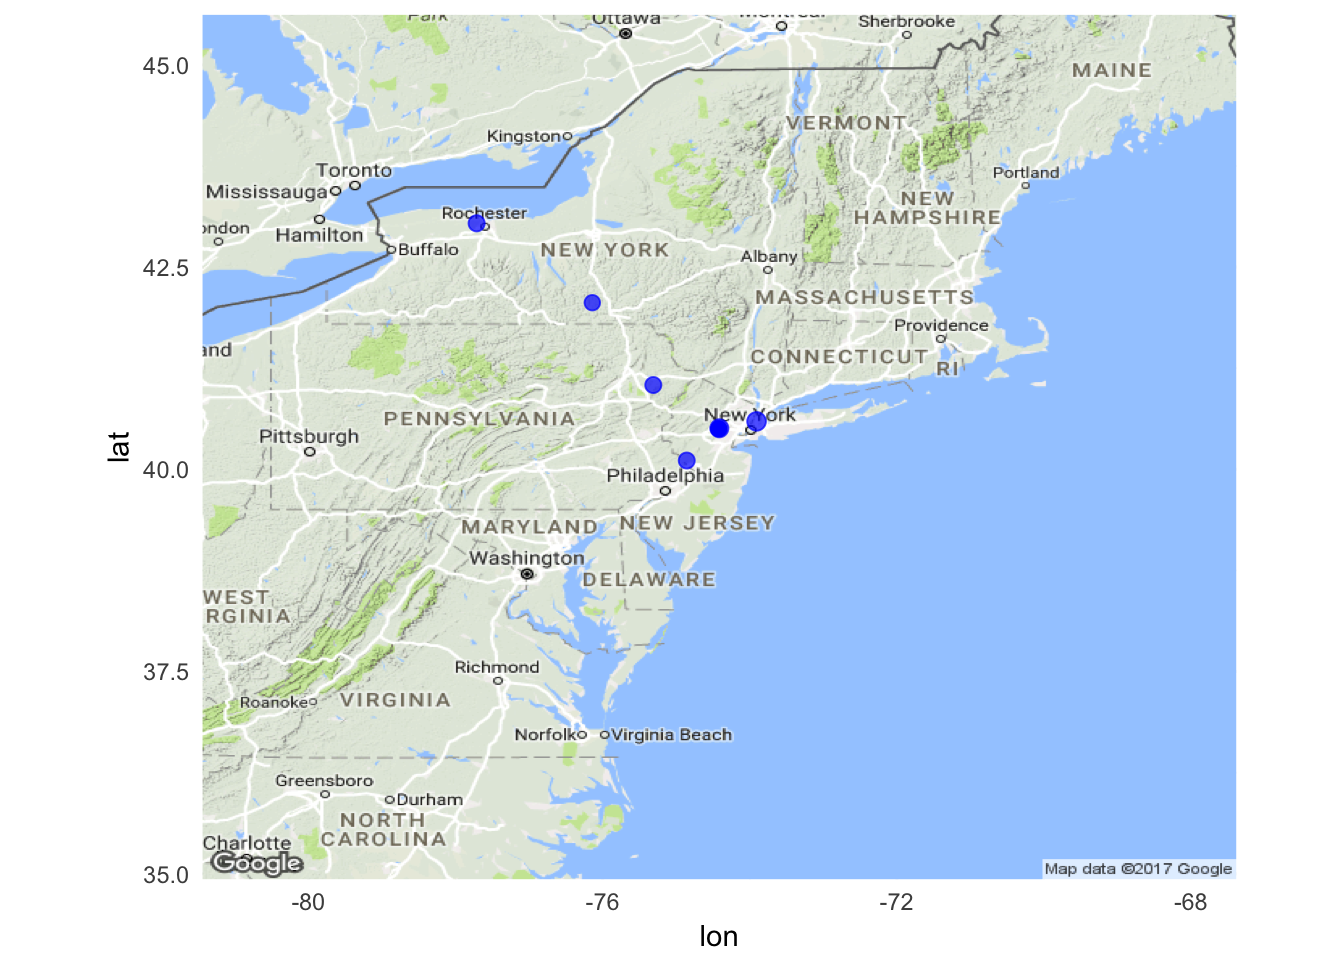 Park
Ottawa
Montreal
Sherbrooke
45.0
MAINE
VERMONT
Kingston
Toronto
Portland
Mississauga
NEW
HAMPSHIRE
Rochester
ondon
Hamilton
Buffalo
NEW YORK
Albany
42.5
MASSACHUSETTS
Providence
and
CONNECTICUT
RI
New York
PENNSYLVANIA
Pittsburgh
lat
40.0
Philadelphia
MARYLAND
NEW JERSEY
Washington
DELAWARE
WEST
RGINIA
Richmond
37.5
Roanoke
VIRGINIA
Norfolk
Virginia Beach
Greensboro
Durham
NORTH
CAROLINA
Charlotte
Google
Map data ©2017 Google
35.0
-80
-76
-72
-68
lon